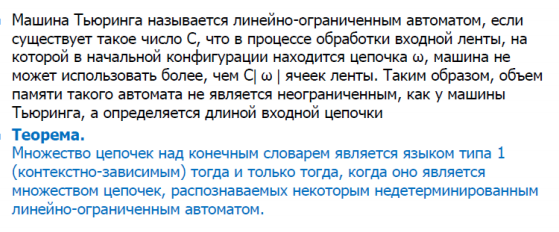 Машина Тьюринга называется линейно-ограниченным автоматом, если
существует такое число C, что в процессе обработки входной ленты, на
которой в начальной конфигурации находится цепочка ω, машина не
может использовать более, чем C| ω | ячеек ленты. Таким образом, объем
памяти такого автомата не является неограниченным, как у машины
Тьюринга, а определяется длиной входной цепочки
Теорема.
Множество цепочек над конечным словарем является языком типа 1
(контекстно-зависимым) тогда и только тогда, когда оно является
множеством цепочек, распознаваемых некоторым недетерминированным
линейно-ограниченным автоматом.